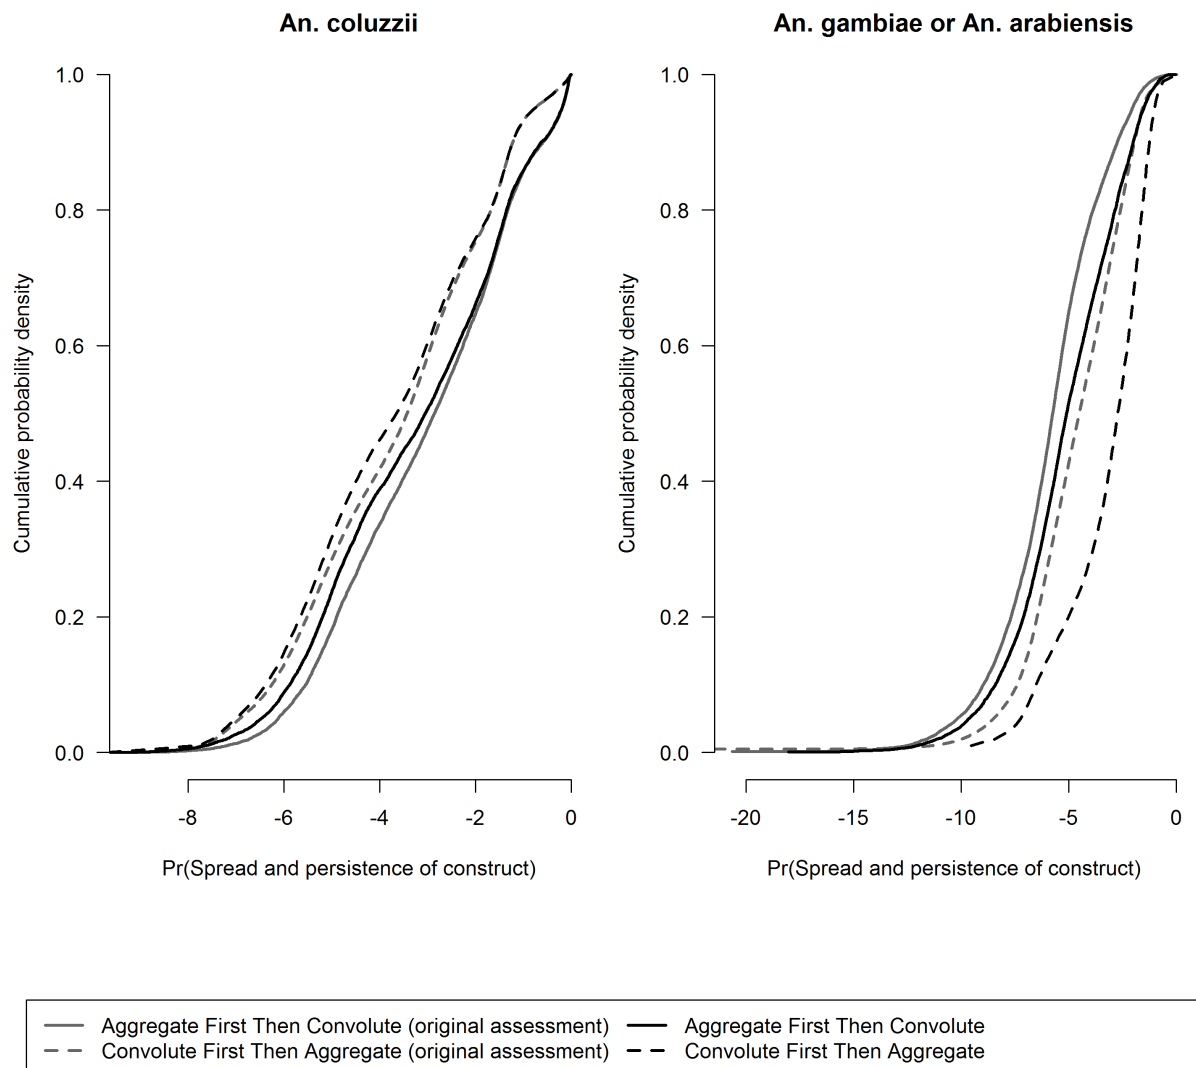 An. coluzzii
An. gambiae or An. arabiensis
Cumulative probability density
1.0
0.8
0.6
0.4
0.2
0.0
-8 -6 -4 -2 0
Pr(Spread and persistence of construct)
Cumulative probability density
1.0
0.8
0.6
0.4
0.2
0.0
-20 -15 -10 -5 0
Pr(Spread and persistence of construct)
Aggregate First Then Convolute (original assessment)
Aggregate First Then Convolute
Convolute First Then Aggregate (original assessment)
Convolute First Then Aggregate